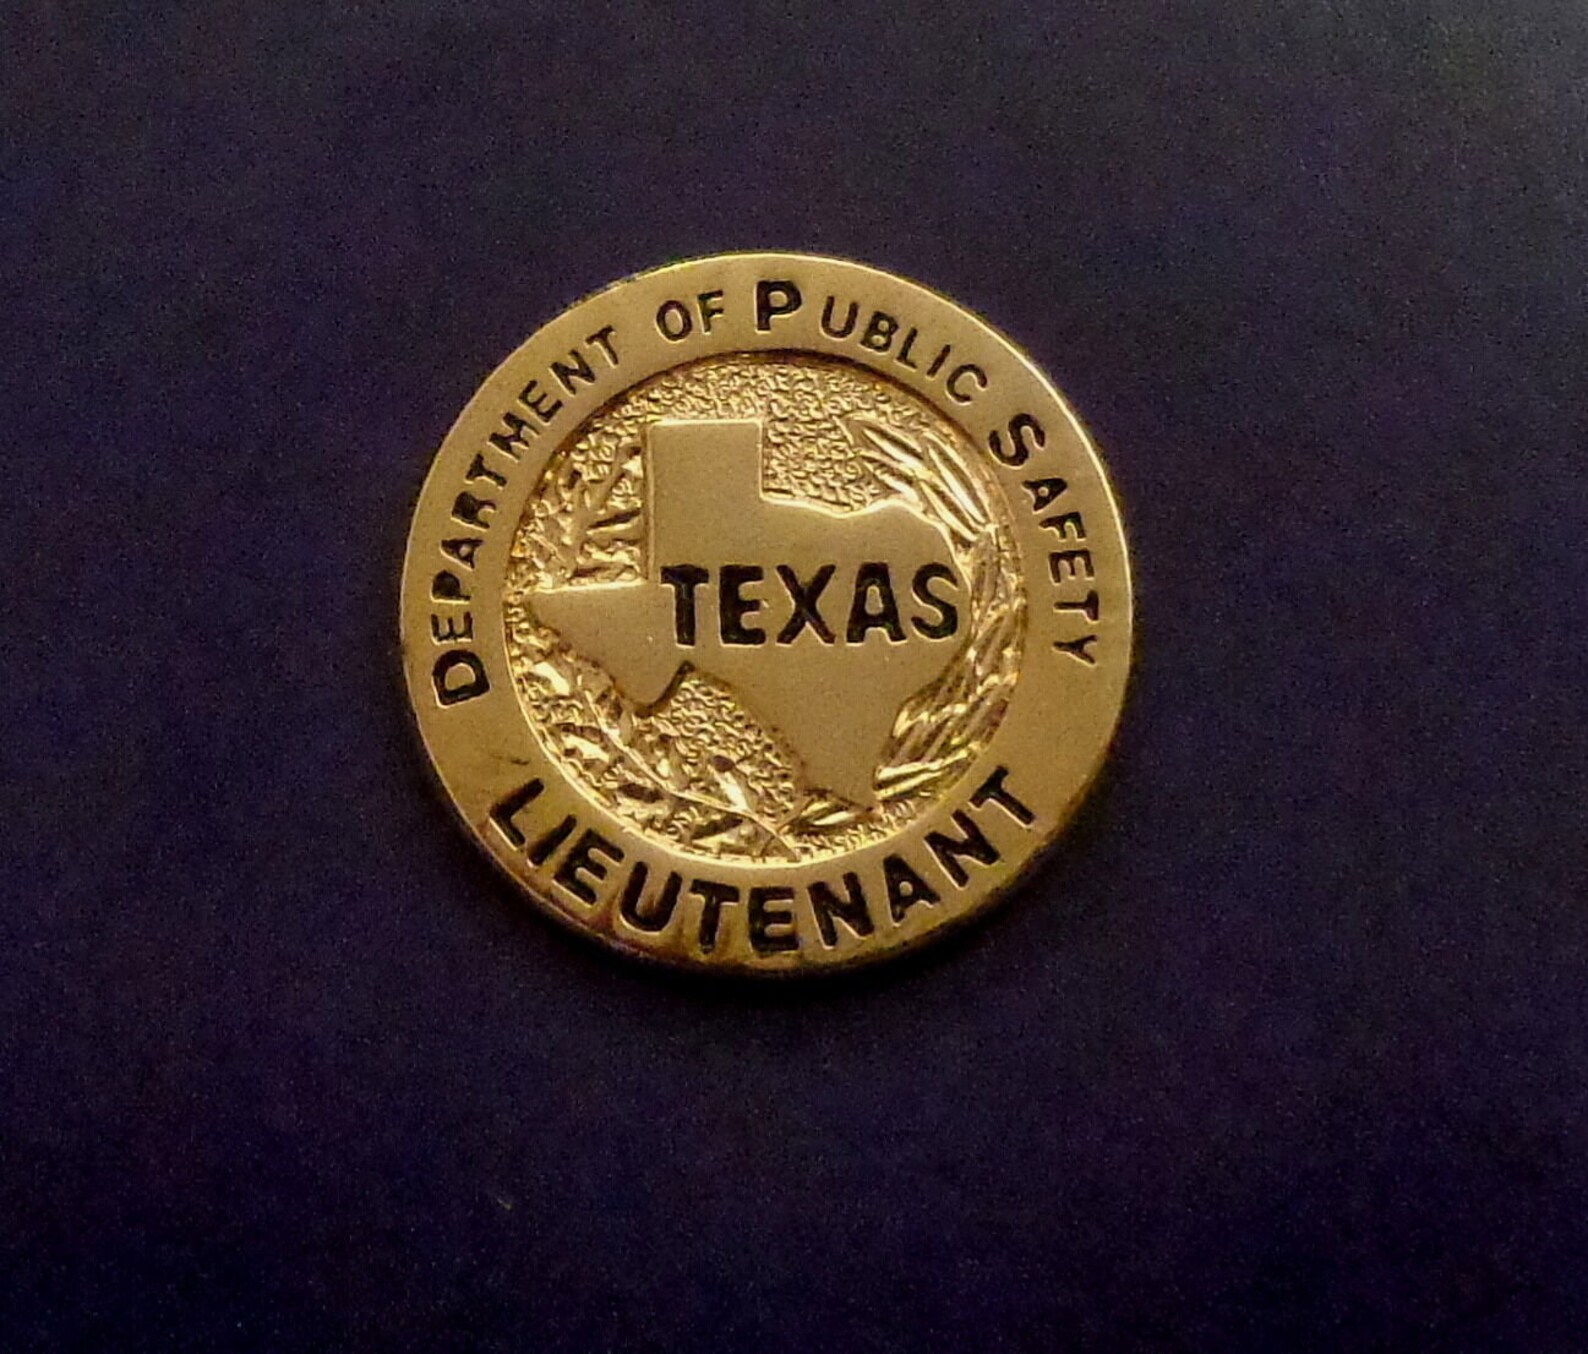 DEPARTMENT OF PUBLIC SAFETY
TEXAS
LIEUTENANT